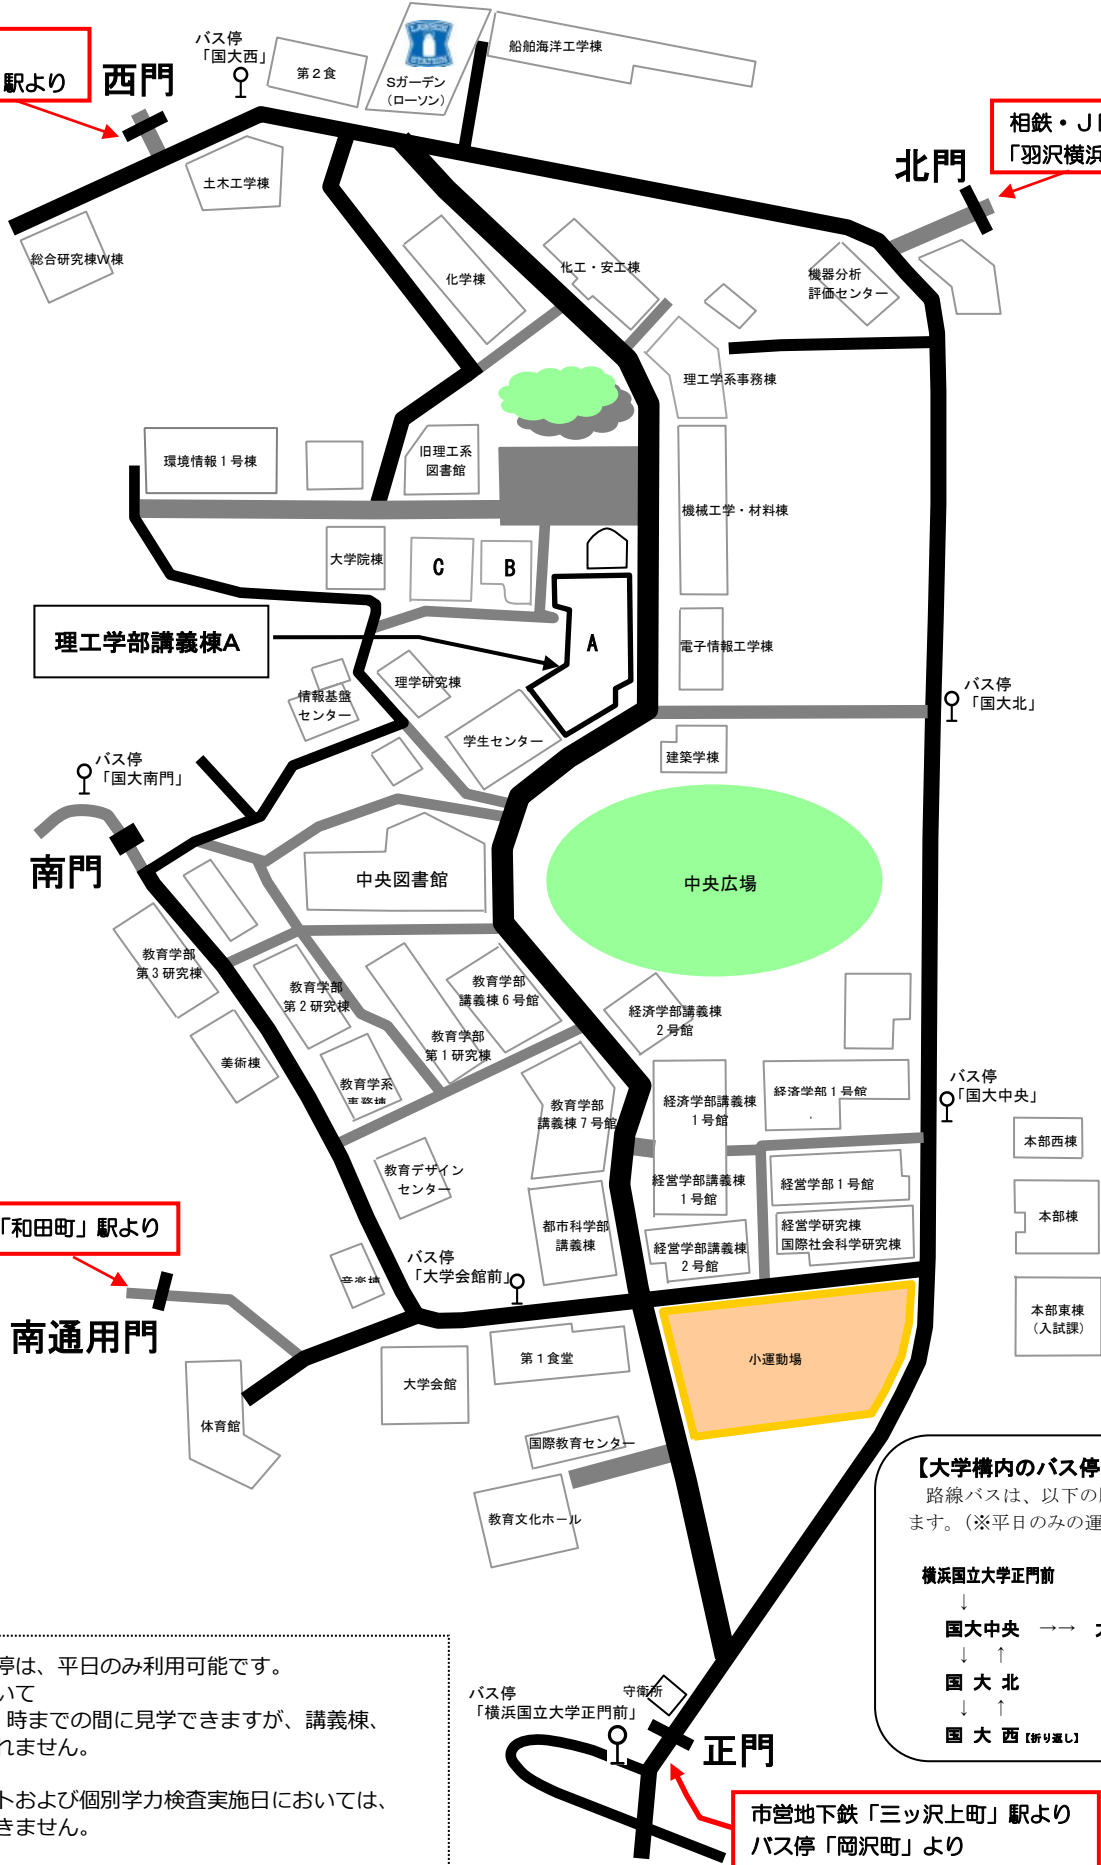 駅より
西門
バス停
「国大西」
第２食
LAWSON
STATION
Sガーデン
（ローソン）
船舶海洋工学棟
相鉄・Ｊ
「羽沢横浜
北門
土木工学棟
総合研究棟W棟
化学棟
化工・安工棟
機器分析
評価センター
理工学系事務棟
環境情報１号棟
旧理工系
図書館
機械工学・材料棟
大学院棟
C
B
A
理工学部講義棟A
電子情報工学棟
理学研究棟
情報基盤
センター
学生センター
バス停
「国大北」
建築学棟
バス停
「国大南門」
南門
中央図書館
中央広場
教育学部
第３研究棟
教育学部
第２研究棟
教育学部
講義棟６号館
教育学部
第１研究棟
経済学部講義棟
２号館
美術棟
教育学系
事務棟
教育学部
講義棟７号館
経済学部講義棟
１号館
経済学部１号館
バス停
「国大中央」
本部西棟
教育デザイン
センター
経営学部講義棟
１号館
経営学部１号館
本部棟
「和田町」駅より
都市科学部
講義棟
経営学部講義棟
２号館
経営学研究棟
国際社会科学研究棟
バス停
「大学会館前」
音楽棟
南通用門
本部東棟
（入試課）
第１食堂
小運動場
大学会館
体育館
国際教育センター
教育文化ホール
【大学構内のバス停
路線バスは、以下の
ます。（※平日のみの運
横浜国立大学正門前
↓
国大中央 →→
↓ ↑
国 大 北
↓ ↑
国 大 西【折り返し】
停は、平日のみ利用可能です。
いて
時までの間に見学できますが、講義棟、
れません。
トおよび個別学力検査実施日においては、
きません。
守衛所
バス停
「横浜国立大学正門前」
正門
市営地下鉄「三ッ沢上町」駅より
バス停「岡沢町」より